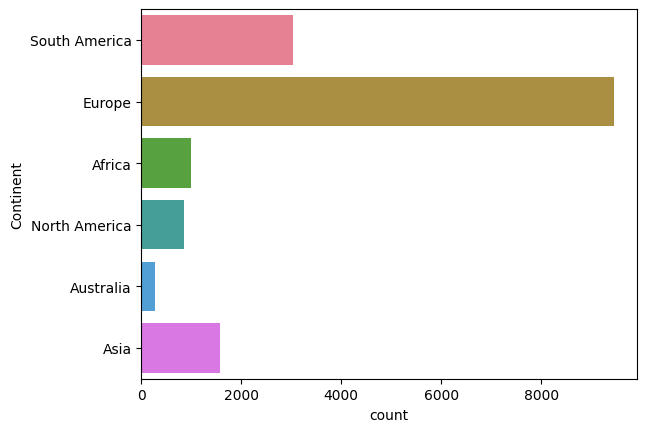 South America
Europe
Africa
North America
Australia
Asia
Continent
0 2000 4000 6000 8000
count